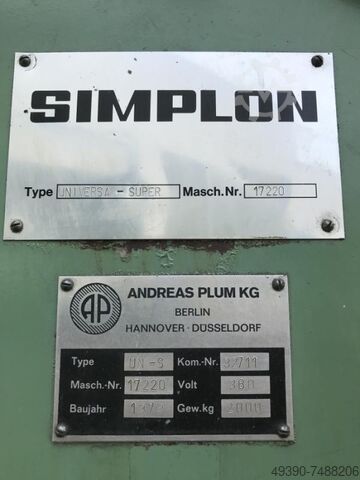 SIMPLON
Type UNIVERSA - SUPER Masch.Nr. 17220
AP ANDREAS PLUM KG
BERLIN
HANNOVER · DÜSSELDORF
Type UN-S Kom.-Nr.
Masch.-Nr. 17220 Volt 380
Baujahr Gew.kg 2000
49390-7488206